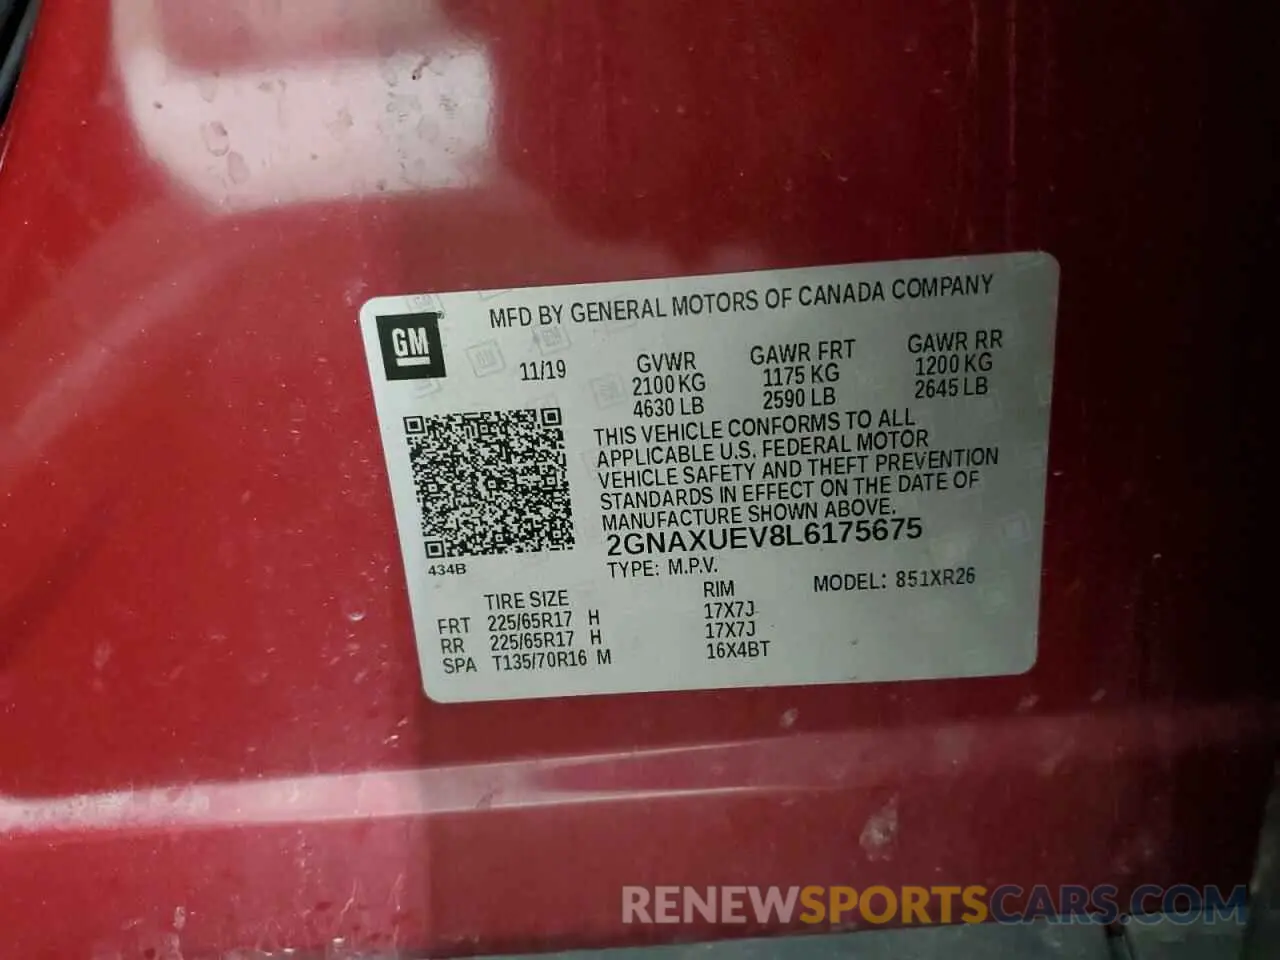 MFD BY GENERAL MOTORS OF CANADA COMPANY
GM
11/19
GVWR
2100 KG
4630 LB
GAWR FRT
1175 KG
2590 LB
GAWR RR
1200 KG
2645 LB
THIS VEHICLE CONFORMS TO ALL
APPLICABLE U.S. FEDERAL MOTOR
VEHICLE SAFETY AND THEFT PREVENTION
STANDARDS IN EFFECT ON THE DATE OF
MANUFACTURE SHOWN ABOVE.
2GNAXUEV8L6175675
434B
TYPE: M.P.V.
MODEL: 851XR26
TIRE SIZE RIM
FRT 225/65R17 H 17X7J
RR 225/65R17 H 17X7J
SPA T135/70R16 M 16X4BT
RENEWSPORTSCARS.COM